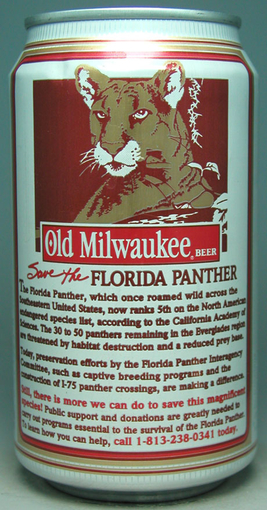 Old Milwaukee BEER
Save the FLORIDA PANTHER
The Florida Panther, which once roamed wild across the
Southeastern United States, now ranks 5th on the North American
endangered species list, according to the California Academy of
Sciences. The 30 to 50 panthers remaining in the Everglades region
are threatened by habitat destruction and a reduced prey base.
Today, preservation efforts by the Florida Panther Interagency
Committee, such as captive breeding programs and the
construction of I-75 panther crossings, are making a difference.
Still, there is more we can do to save this magnificent
species! Public support and donations are greatly needed to
carry out programs essential to the survival of the Florida Panther.
To learn how you can help, call 1-813-238-0341 today.